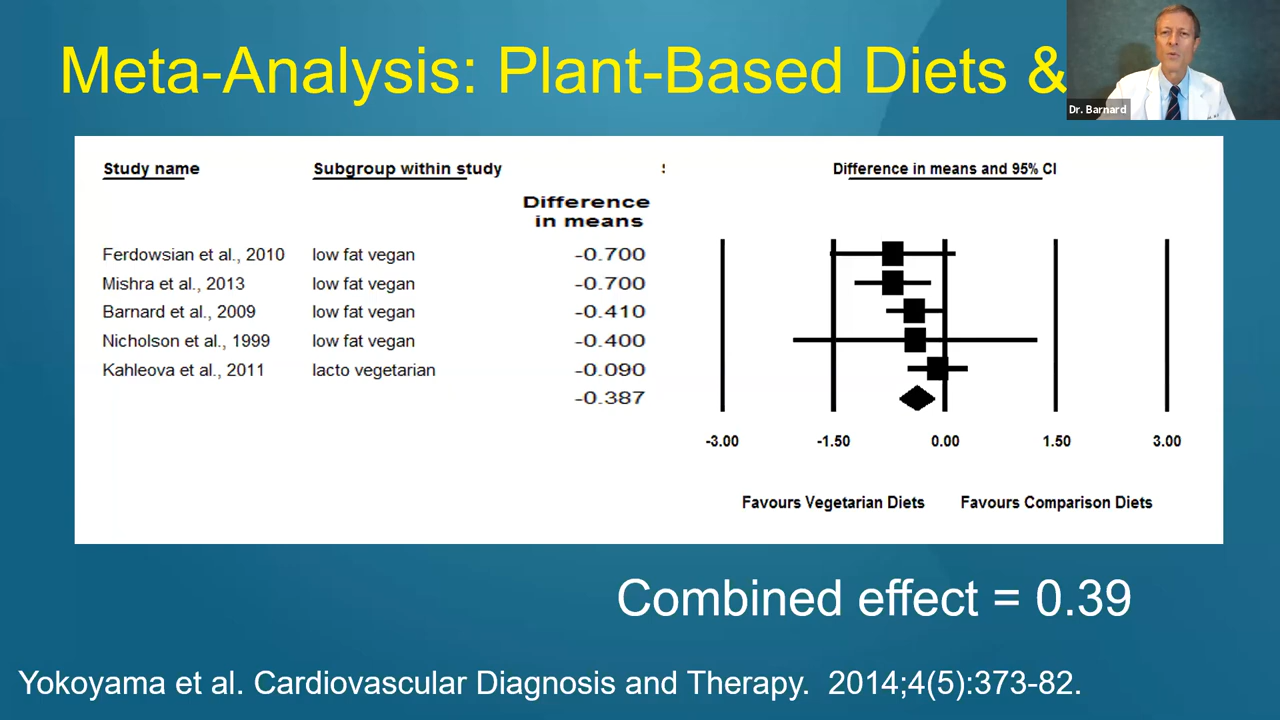 Meta-Analysis: Plant-Based Diets &
Dr. Barnard
Study name Subgroup within study Difference in means and 95% CI
Difference
in means
Ferdowsian et al., 2010 low fat vegan -0.700
Mishra et al., 2013 low fat vegan -0.700
Barnard et al., 2009 low fat vegan -0.410
Nicholson et al., 1999 low fat vegan -0.400
Kahleova et al., 2011 lacto vegetarian -0.090
-0.387
-3.00 -1.50 0.00 1.50 3.00
Favours Vegetarian Diets Favours Comparison Diets
Combined effect = 0.39
Yokoyama et al. Cardiovascular Diagnosis and Therapy. 2014;4(5):373-82.